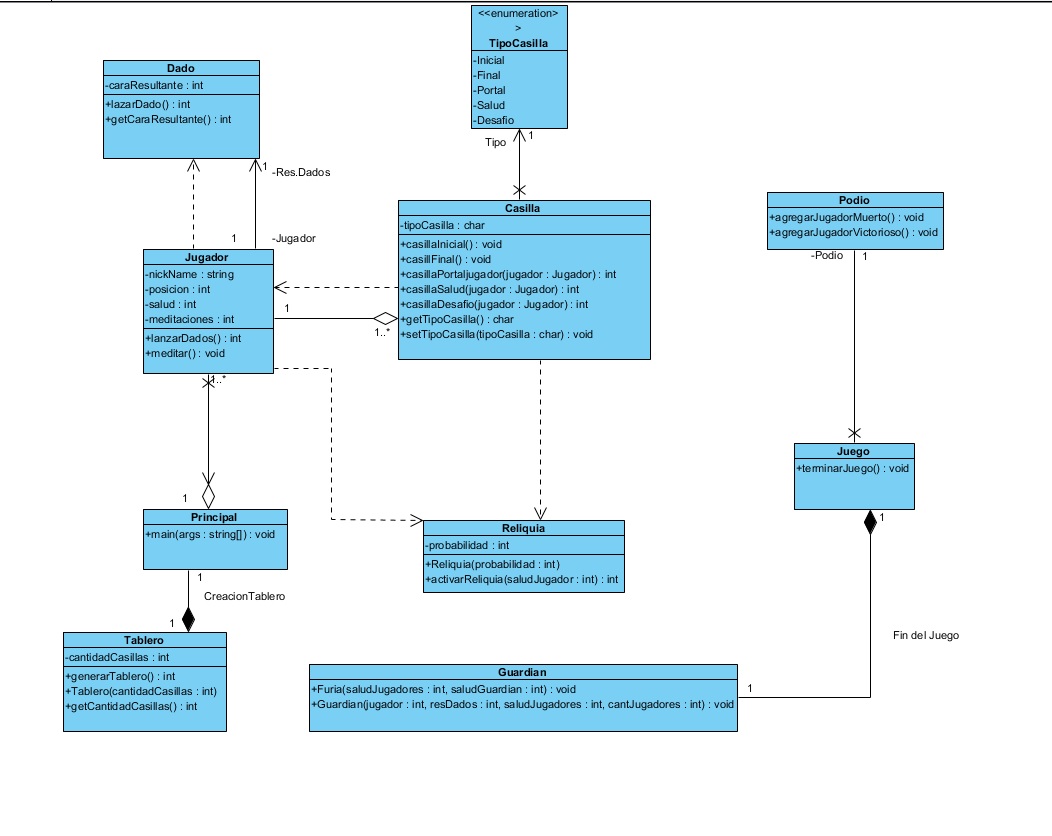 <<enumeration>
>
TipoCasilla
-Inicial
-Final
-Portal
-Salud
-Desafio
Tipo
1
Dado
-caraResultante : int
+lazarDado() : int
+getCaraResultante() : int
1
-Res.Dados
1
-Jugador
Jugador
-nickName : string
-posicion : int
-salud : int
-meditaciones : int
+lanzarDados() : int
+meditar() : void
1
1..*
Casilla
-tipoCasilla : char
+casillaInicial() : void
+casillFinal() : void
+casillaPortaljugador(jugador : Jugador) : int
+casillaSalud(jugador : Jugador) : int
+casillaDesafio(jugador : Jugador) : int
+getTipoCasilla() : char
+setTipoCasilla(tipoCasilla : char) : void
Podio
+agregarJugadorMuerto() : void
+agregarJugadorVictorioso() : void
-Podio
1
1..*
1
Juego
+terminarJuego() : void
1
Principal
+main(args : string[]) : void
1
CreacionTablero
1
Reliquia
-probabilidad : int
+Reliquia(probabilidad : int)
+activarReliquia(saludJugador : int) : int
Tablero
-cantidadCasillas : int
+generarTablero() : int
+Tablero(cantidadCasillas : int)
+getCantidadCasillas() : int
Fin del Juego
Guardian
+Furia(saludJugadores : int, saludGuardian : int) : void
+Guardian(jugador : int, resDados : int, saludJugadores : int, cantJugadores : int) : void
1